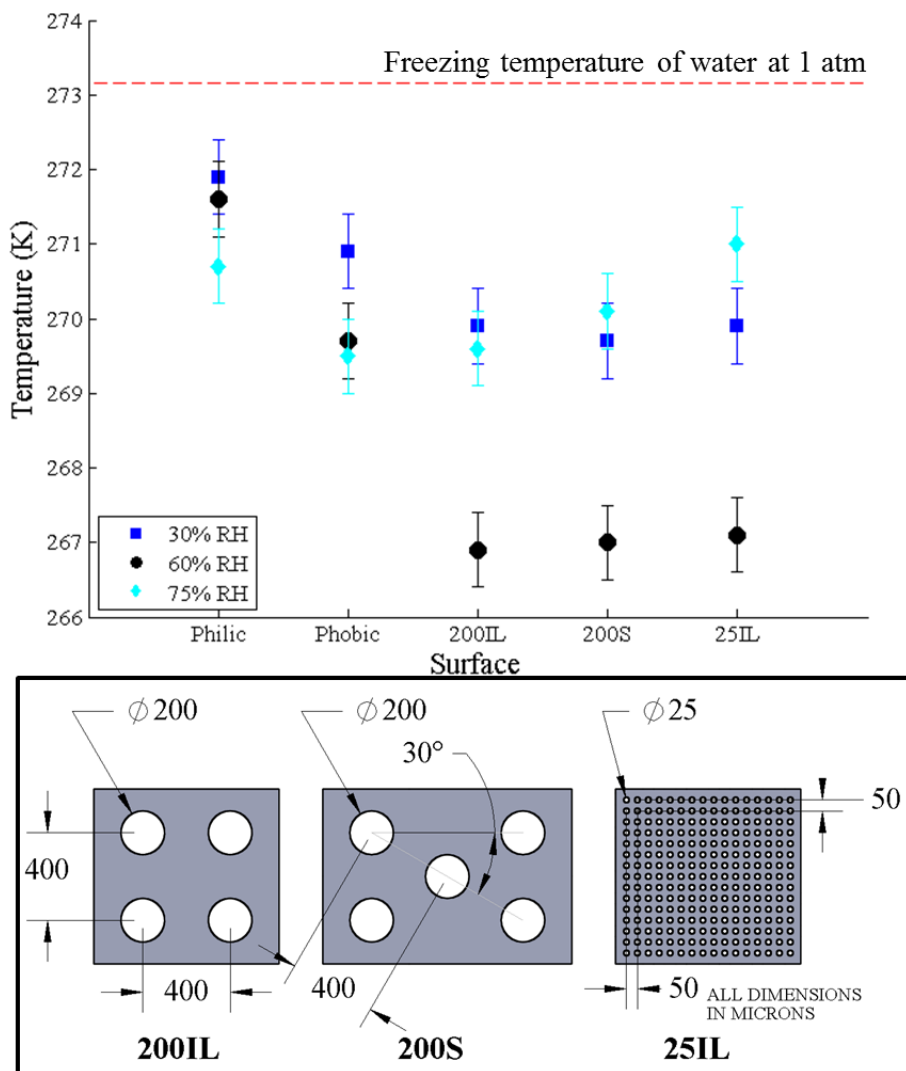 274
Freezing temperature of water at 1 atm
273
272
271
270
269
268
267
266
Temperature (K)
30% RH
60% RH
75% RH
Philic
Phobic
200IL
200S
25IL
Surface
∅200
∅200
∅25
30°
50
400
400
400
50
ALL DIMENSIONS
IN MICRONS
200IL
200S
25IL